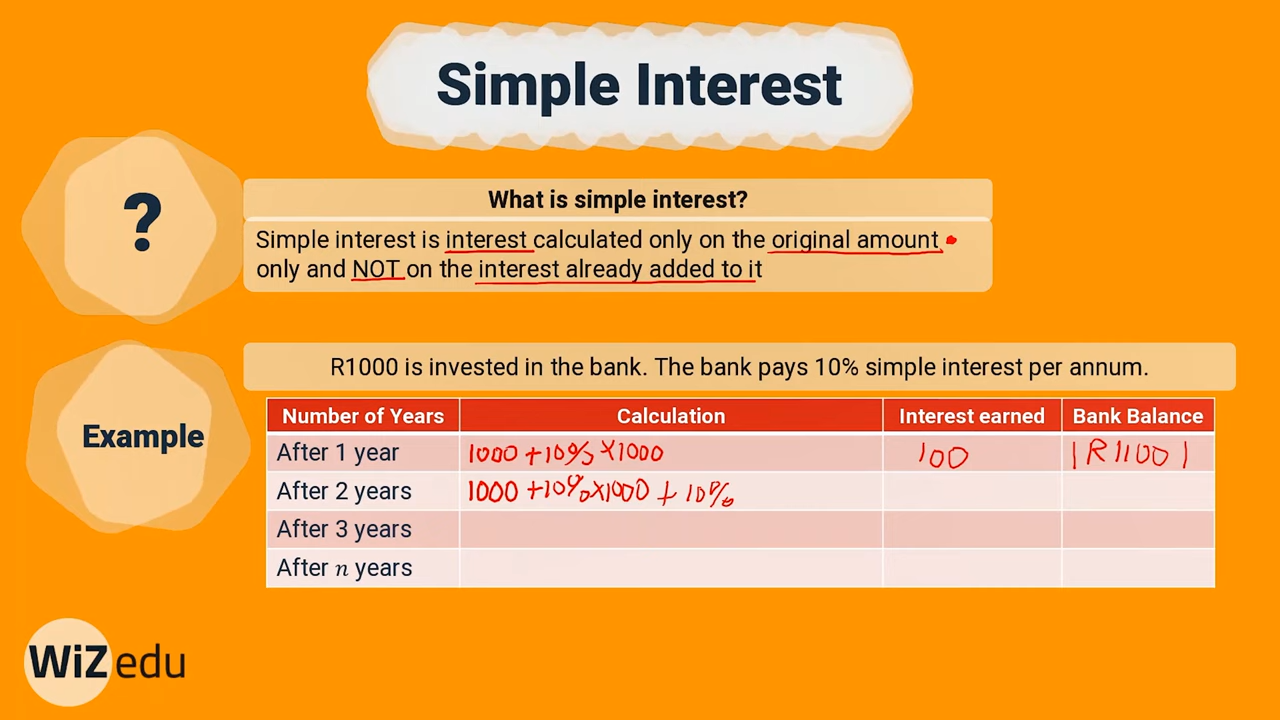 Simple Interest
?
What is simple interest?
Simple interest is interest calculated only on the original amount
only and NOT on the interest already added to it
Example
R1000 is invested in the bank. The bank pays 10% simple interest per annum.
Number of Years Calculation Interest earned Bank Balance
After 1 year 1000 + 10% × 1000 100 |R1100|
After 2 years 1000 + 10% × 1000 + 10%
After 3 years
After n years
WiZedu